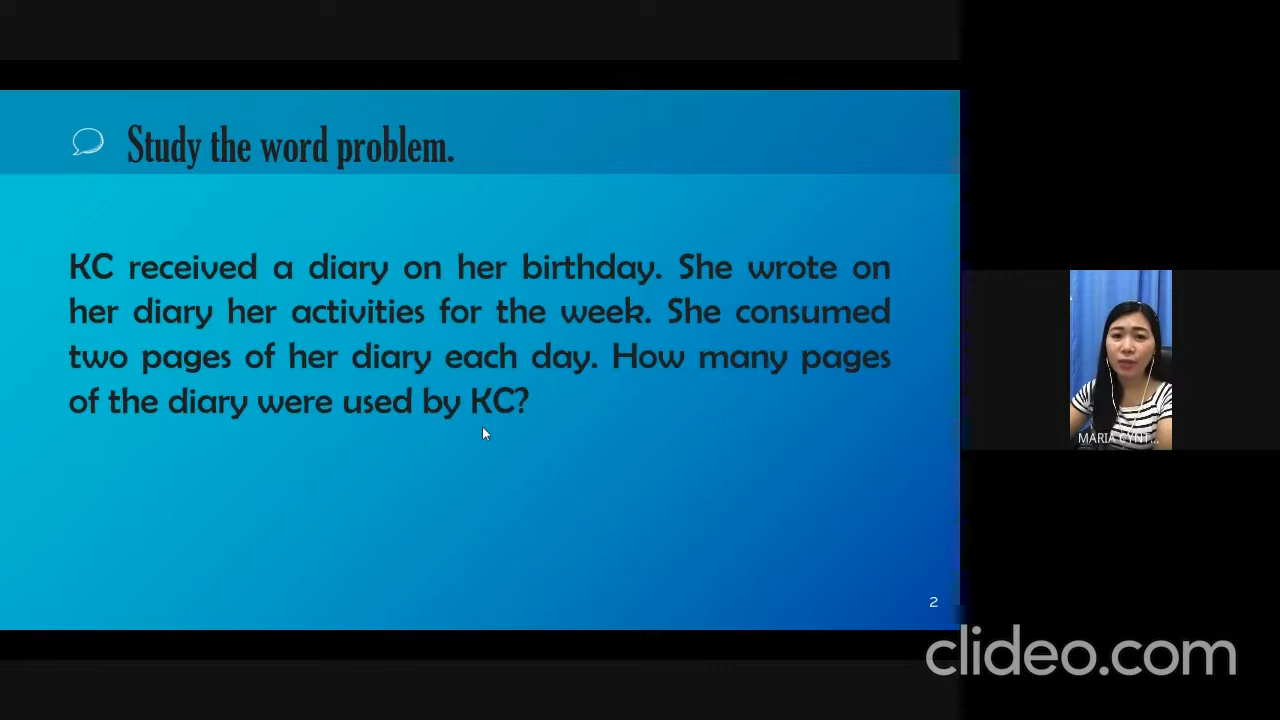 Study the word problem.
KC received a diary on her birthday. She wrote on
her diary her activities for the week. She consumed
two pages of her diary each day. How many pages
of the diary were used by KC?
MARIA CYNT...
2
clideo.com